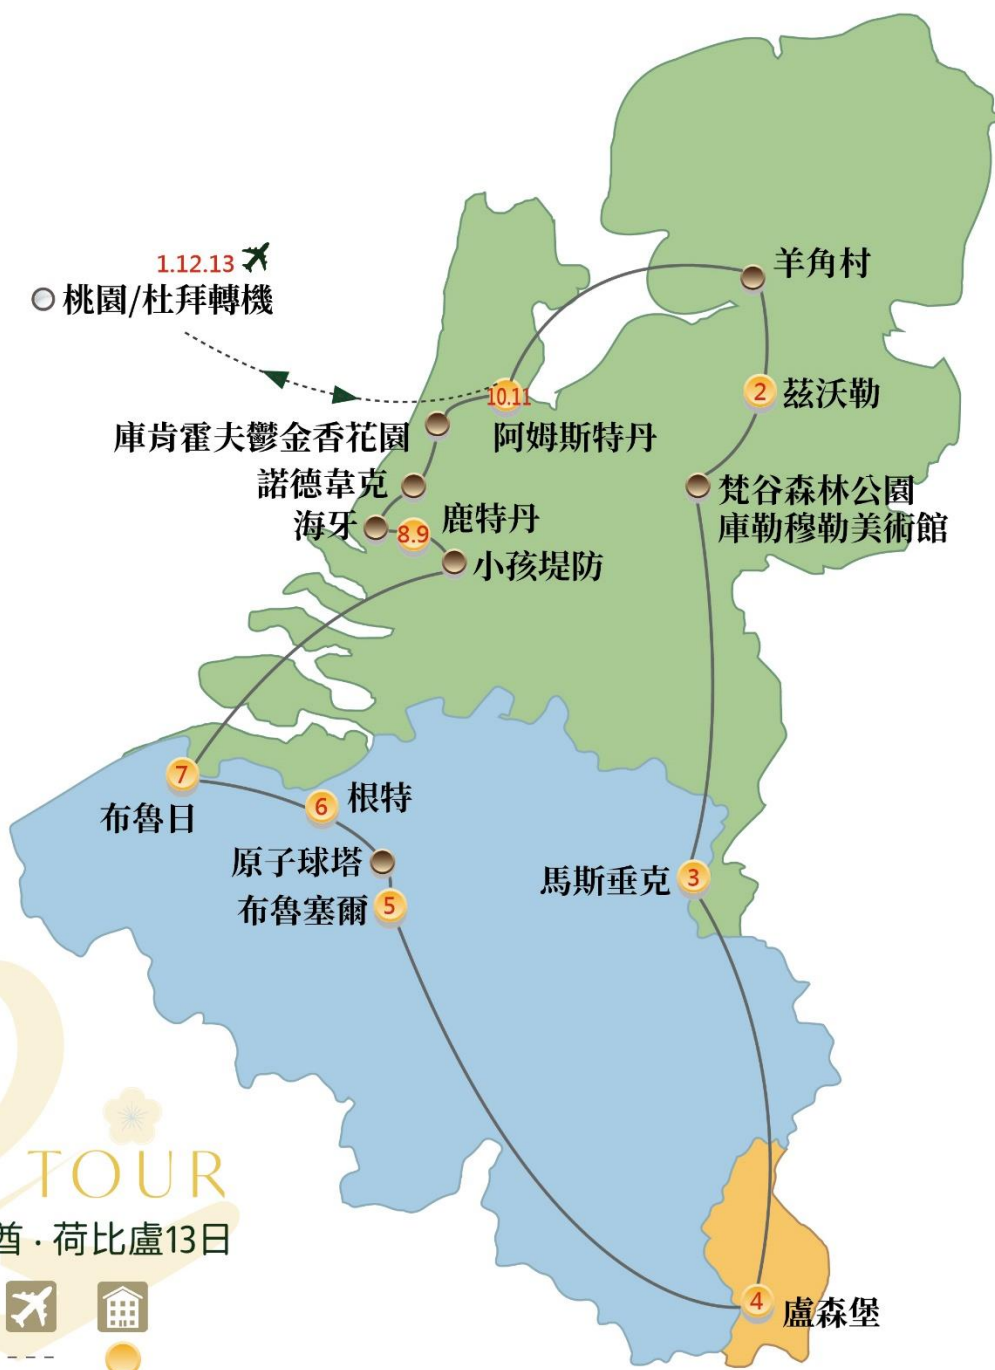 1.12.13
桃園/杜拜轉機
羊角村
2
茲沃勒
10.11
阿姆斯特丹
庫肯霍夫鬱金香花園
諾德韋克
海牙
8.9
鹿特丹
小孩堤防
梵谷森林公園
庫勒穆勒美術館
7
布魯日
6
根特
原子球塔
布魯塞爾
5
馬斯垂克
3
TOUR
酋·荷比盧13日
4
盧森堡